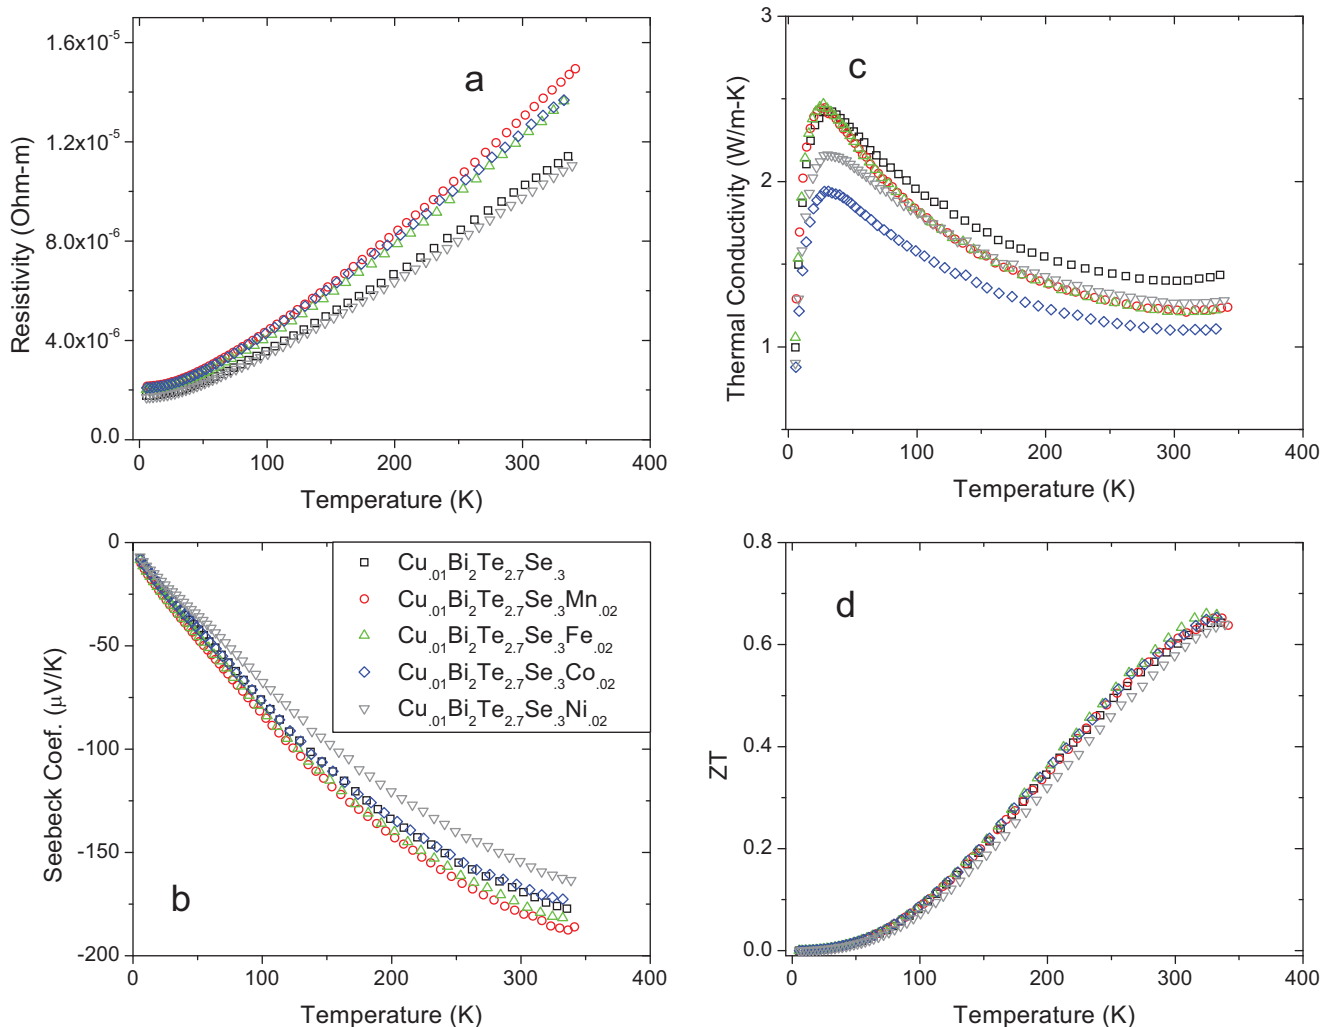 a
1.6x10⁻⁵
1.2x10⁻⁵
8.0x10⁻⁶
4.0x10⁻⁶
0.0
0 100 200 300 400
Resistivity (Ohm-m)
Temperature (K)
c
3
2
1
0 100 200 300 400
Thermal Conductivity (W/m-K)
Temperature (K)
b
0
-50
-100
-150
-200
0 100 200 300 400
Seebeck Coef. (μV/K)
Temperature (K)
Cu.01Bi2Te2.7Se.3
Cu.01Bi2Te2.7Se.3Mn.02
Cu.01Bi2Te2.7Se.3Fe.02
Cu.01Bi2Te2.7Se.3Co.02
Cu.01Bi2Te2.7Se.3Ni.02
d
0.8
0.6
0.4
0.2
0.0
0 100 200 300 400
ZT
Temperature (K)